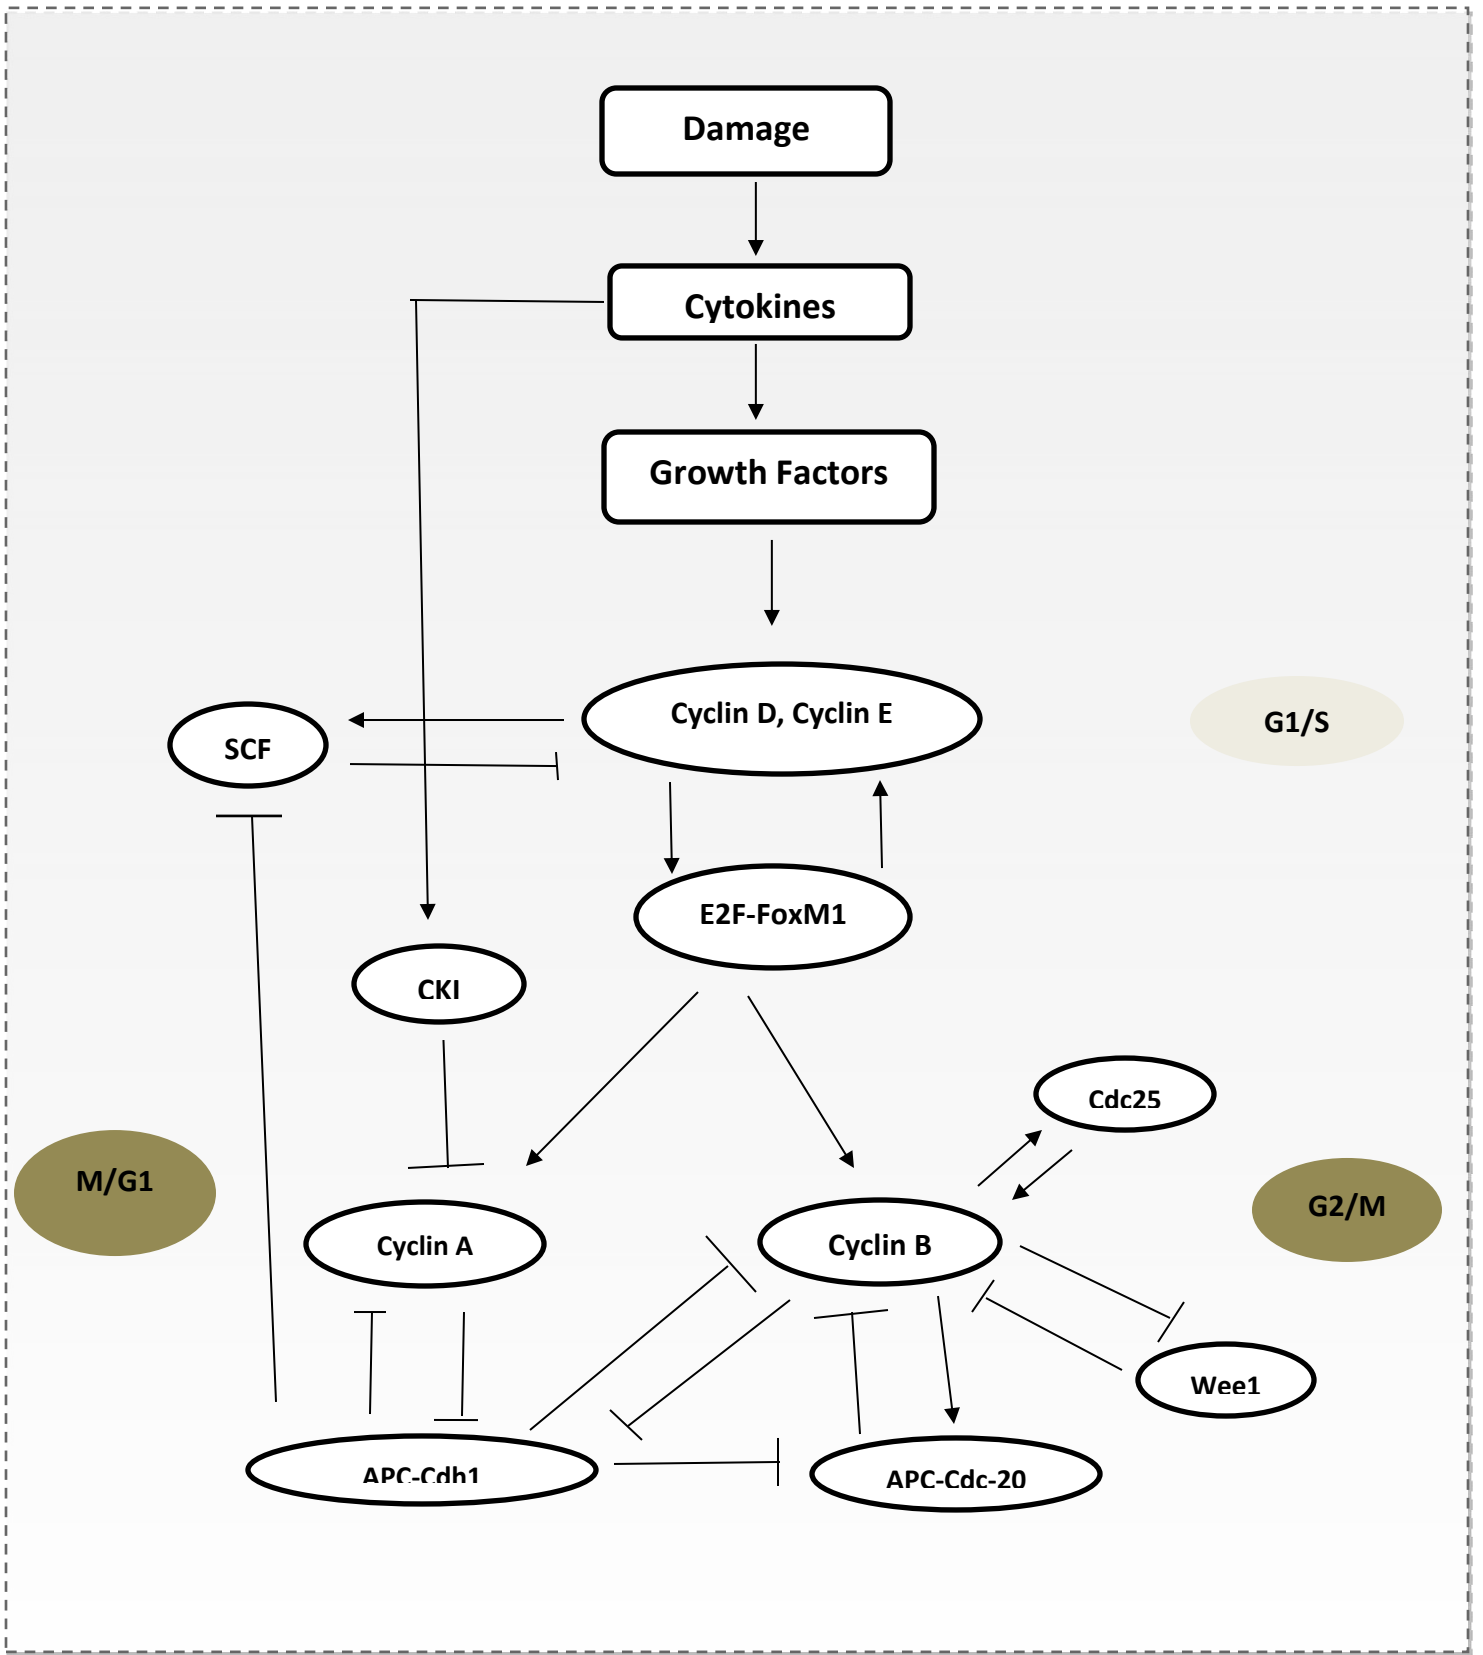 Damage
Cytokines
Growth Factors
Cyclin D, Cyclin E
G1/S
SCF
E2F-FoxM1
CKI
Cdc25
M/G1
G2/M
Cyclin A
Cyclin B
Wee1
APC-Cdh1
APC-Cdc-20